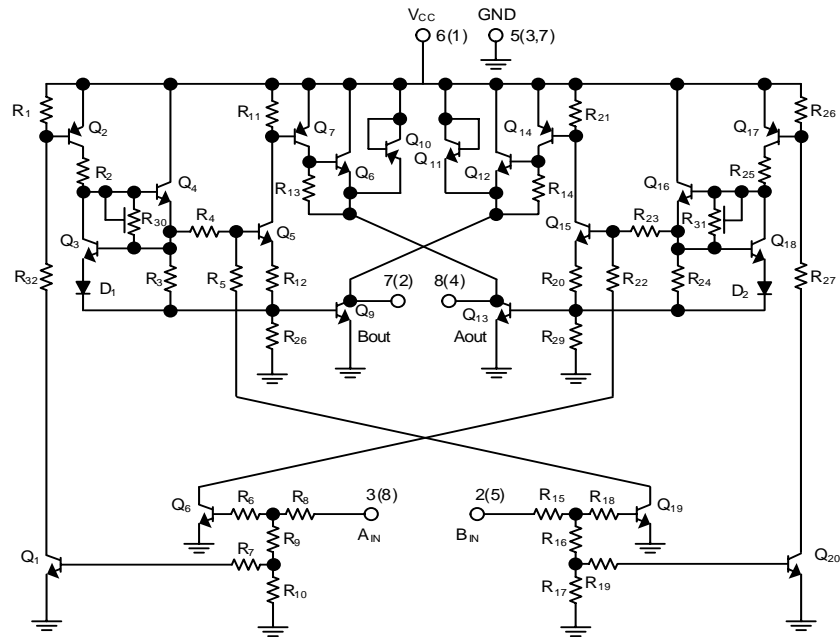 VCC GND
6(1) 5(3,7)
R1 Q2 R11 Q7 Q10 Q11 Q14 R21 Q17 R26
R2 Q4 Q6 Q12 Q16 R25
R13 R14
R30 R4 Q5 Q15 R23 R31
Q3 Q18
R32 R3 R5 R12 7(2) 8(4) R20 R22 R24 R27
D1 Q9 Q13 D2
R26 Bout Aout R29
Q6 R6 R8 3(8) 2(5) R15 R18 Q19
AIN BIN
R9 R16
Q1 R7 Q20
R10 R17 R19